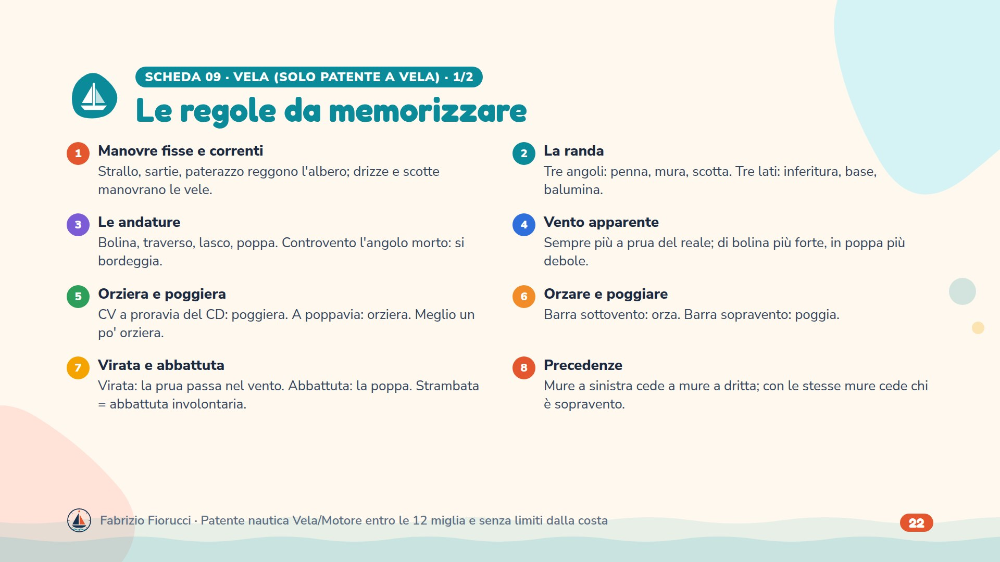 SCHEDA 09 · VELA (SOLO PATENTE A VELA) · 1/2
Le regole da memorizzare
1
Manovre fisse e correnti
Strallo, sartie, paterazzo reggono l'albero; drizze e scotte
manovrano le vele.
2
La randa
Tre angoli: penna, mura, scotta. Tre lati: inferitura, base,
balumina.
3
Le andature
Bolina, traverso, lasco, poppa. Controvento l'angolo morto: si
bordeggia.
4
Vento apparente
Sempre più a prua del reale; di bolina più forte, in poppa più
debole.
5
Orziera e poggiera
CV a proravia del CD: poggiera. A poppavia: orziera. Meglio un
po' orziera.
6
Orzare e poggiare
Barra sottovento: orza. Barra sopravento: poggia.
7
Virata e abbattuta
Virata: la prua passa nel vento. Abbattuta: la poppa. Strambata
= abbattuta involontaria.
8
Precedenze
Mure a sinistra cede a mure a dritta; con le stesse mure cede chi
è sopravento.
Fabrizio Fiorucci · Patente nautica Vela/Motore entro le 12 miglia e senza limiti dalla costa
22